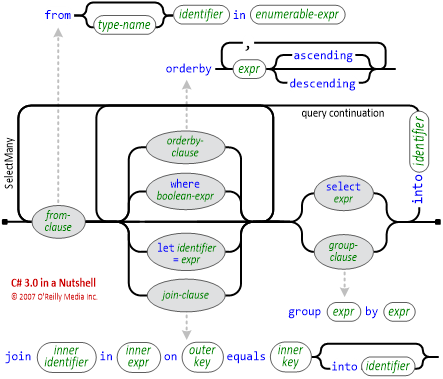 from type-name identifier in enumerable-expr
,
orderby expr ascending
descending
query continuation
SelectMany
identifier
into
orderby-
clause
where
boolean-expr
select
expr
from-
clause
let identifier
= expr
group-
clause
join-clause
C# 3.0 in a Nutshell
© 2007 O'Reilly Media Inc.
group expr by expr
join inner identifier in inner expr on outer key equals inner key into identifier